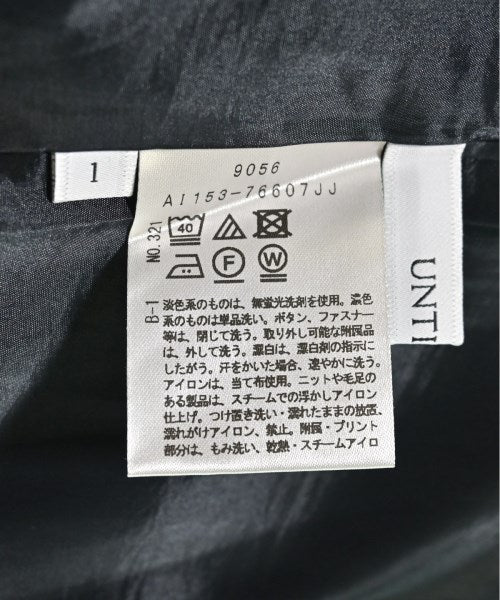 1
9056
AI153-76607JJ
NO.321
40
F
W
B-1
淡色系のものは、無蛍光洗剤を使用。濃色
系のものは単品洗い。ボタン、ファスナー
等は、閉じて洗う。取り外し可能な附属品
は、外して洗う。漂白は、漂白剤の指示に
したがう。汗をかいた場合、速やかに洗う。
アイロンは、当て布使用。ニットや毛足の
ある製品は、スチームでの浮かしアイロン
仕上げ。つけ置き洗い・濡れたままの放置、
濡れがけアイロン、禁止。附属・プリント
部分は、もみ洗い、乾熱・スチームアイロ
UNTI